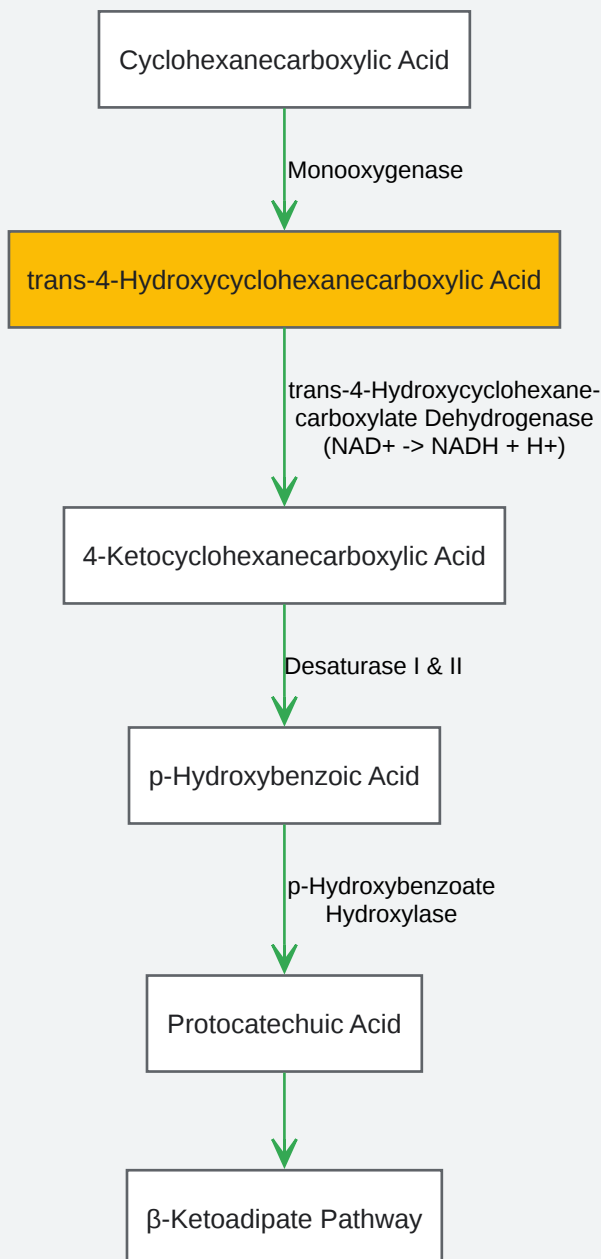 Cyclohexanecarboxylic Acid
Monooxygenase
trans-4-Hydroxycyclohexanecarboxylic Acid
trans-4-Hydroxycyclohexane-
carboxylate Dehydrogenase
(NAD+ -> NADH + H+)
4-Ketocyclohexanecarboxylic Acid
Desaturase I & II
p-Hydroxybenzoic Acid
p-Hydroxybenzoate
Hydroxylase
Protocatechuic Acid
β-Ketoadipate Pathway